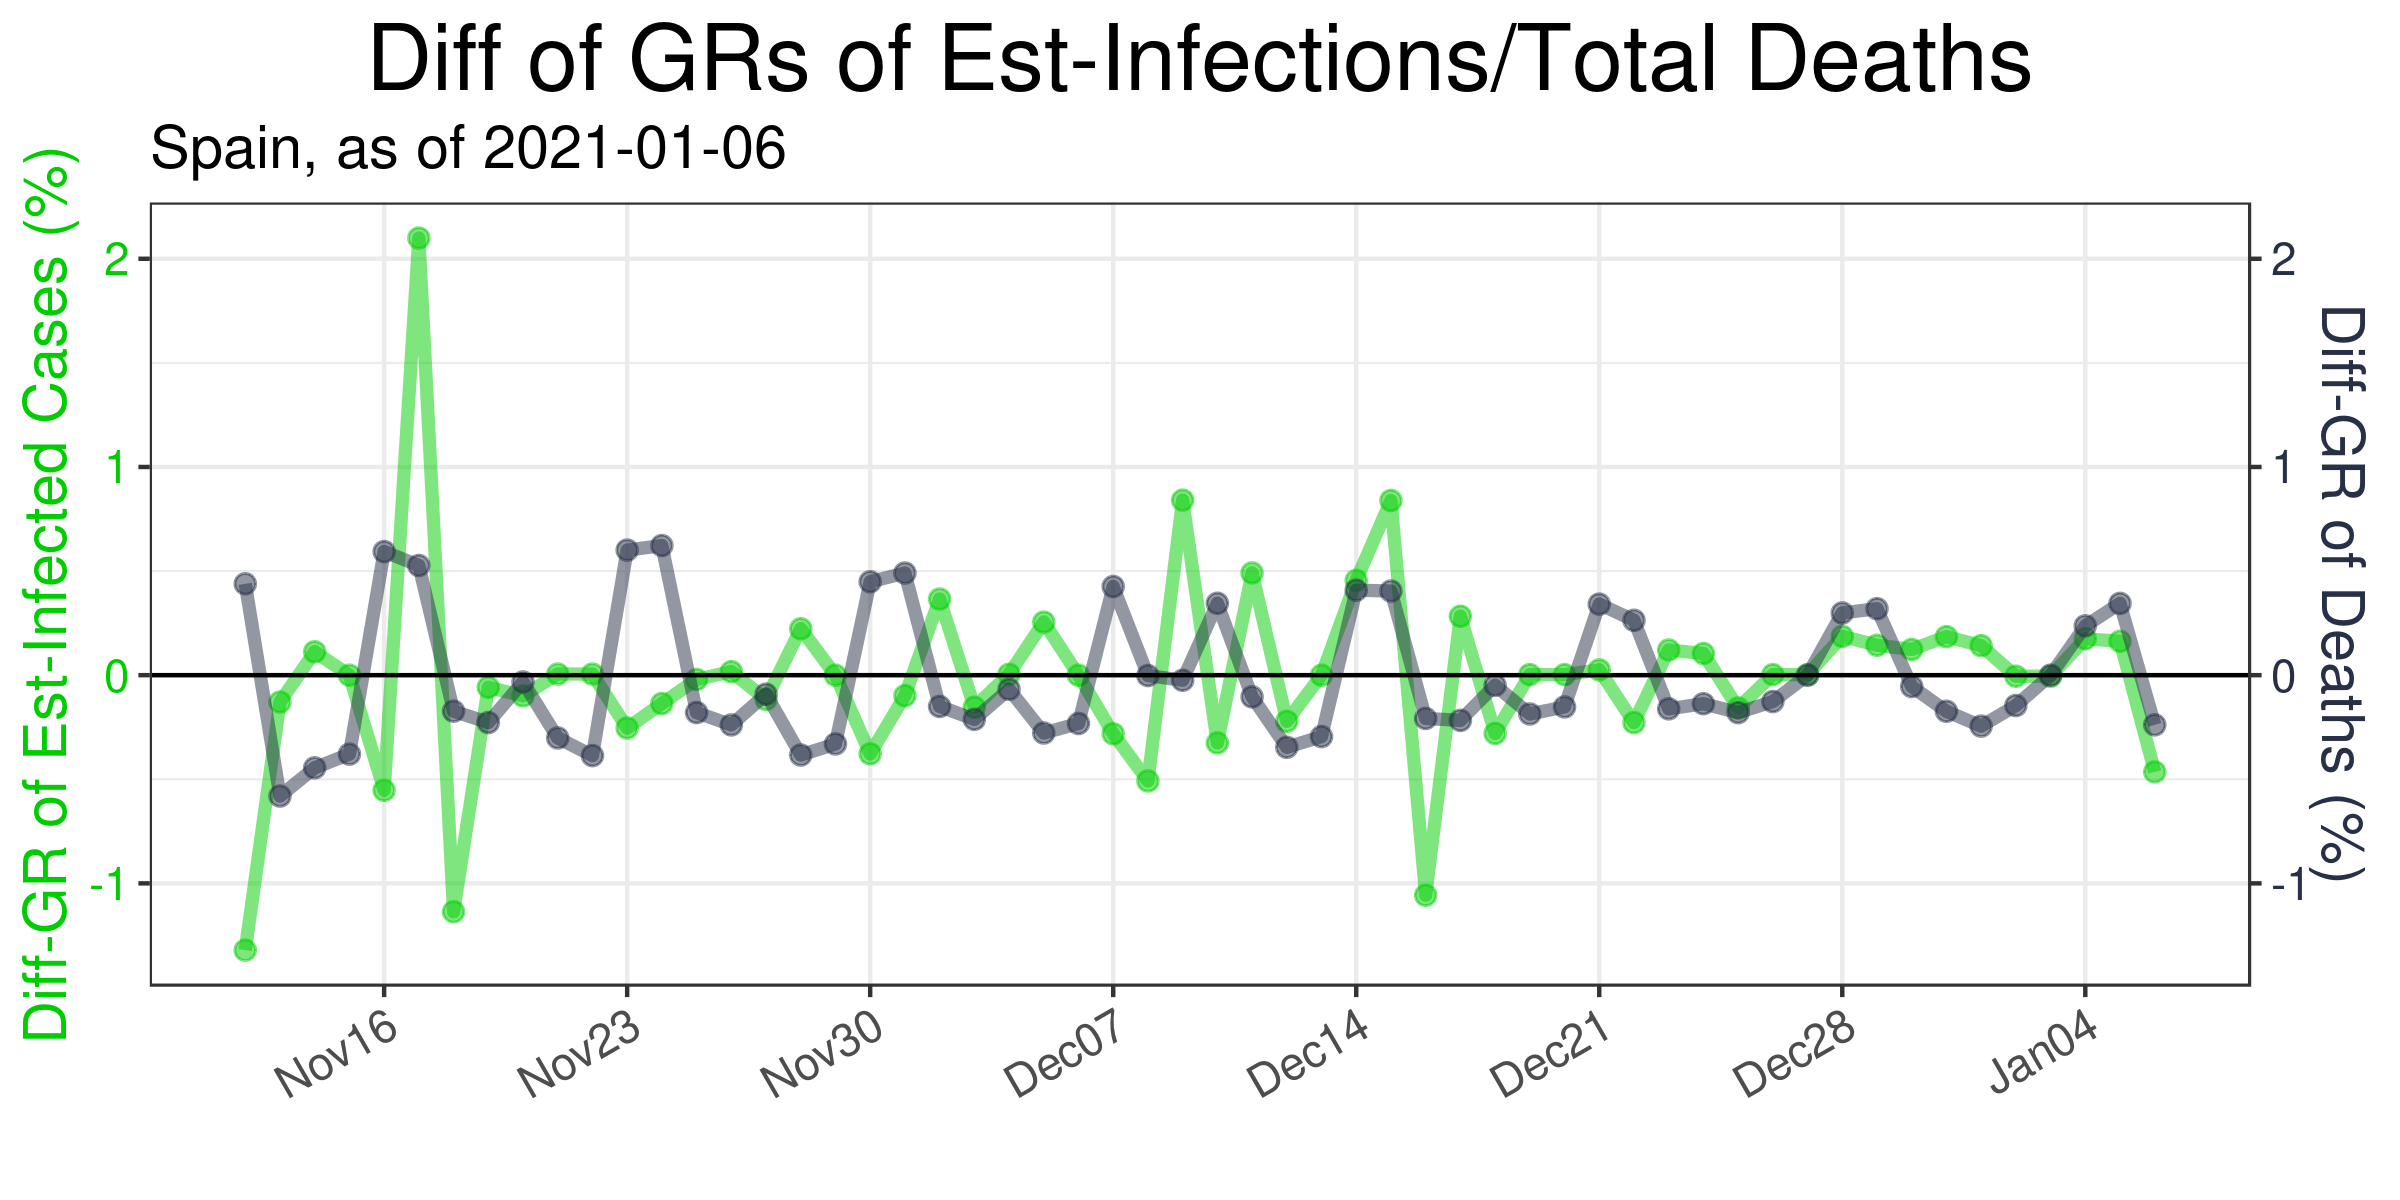 Diff of GRs of Est-Infections/Total Deaths
Spain, as of 2021-01-06
Diff-GR of Est-Infected Cases (%)
2
1
0
-1
2
1
0
-1
Diff-GR of Deaths (%)
Nov16
Nov23
Nov30
Dec07
Dec14
Dec21
Dec28
Jan04